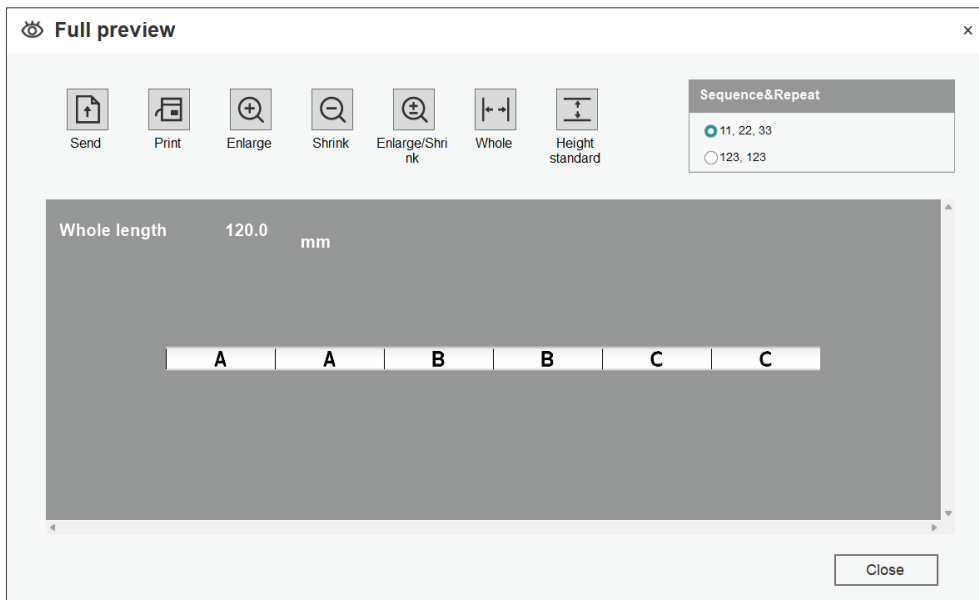 Full preview
x
Send
Print
Enlarge
Shrink
Enlarge/Shri
nk
Whole
Height
standard
Sequence&Repeat
11, 22, 33
123, 123
Whole length 120.0 mm
A A B B C C
Close